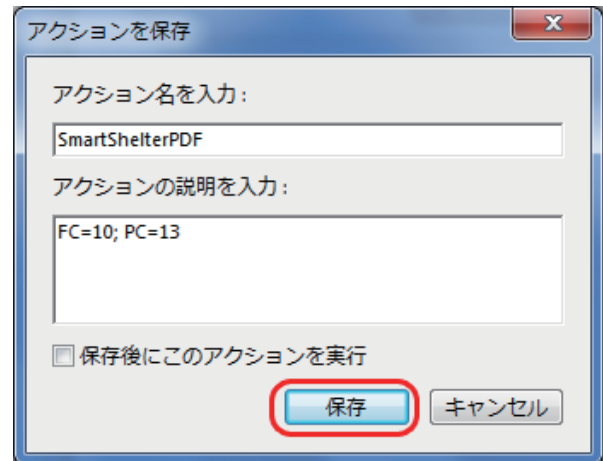 アクションを保存
アクション名を入力:
SmartShelterPDF
アクションの説明を入力:
FC=10; PC=13
保存後にこのアクションを実行
保存 キャンセル